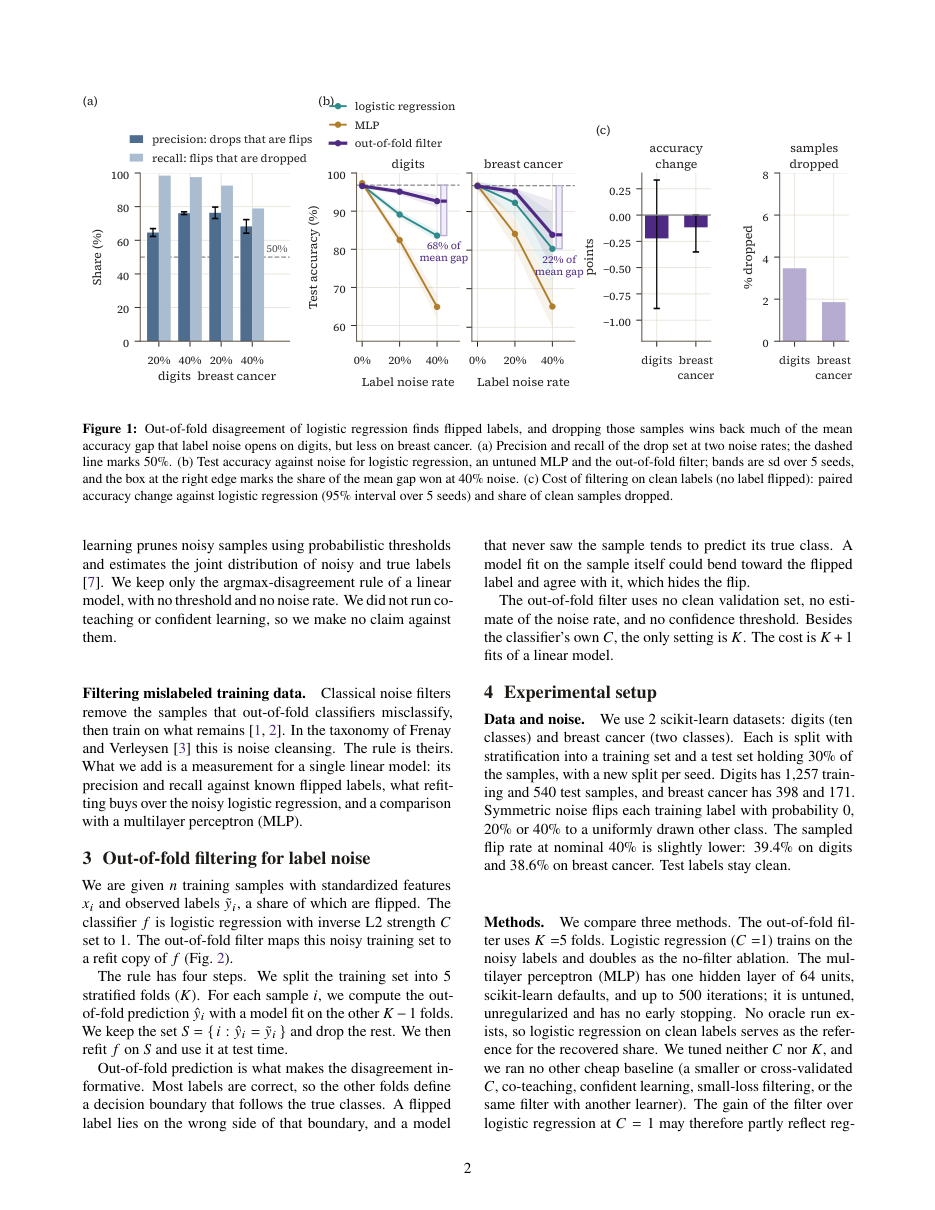 (a)
precision: drops that are flips
recall: flips that are dropped
100
80
60
40
20
0
Share (%)
50%
20% 40% 20% 40%
digits breast cancer
(b)
logistic regression
MLP
out-of-fold filter
digits
breast cancer
100
90
80
70
60
Test accuracy (%)
68% of
mean gap
22% of
mean gap
0% 20% 40% 0% 20% 40%
Label noise rate Label noise rate
(c)
accuracy
change
0.25
0.00
−0.25
−0.50
−0.75
−1.00
points
digits breast
cancer
samples
dropped
8
6
4
2
0
% dropped
digits breast
cancer
Figure 1: Out-of-fold disagreement of logistic regression finds flipped labels, and dropping those samples wins back much of the mean
accuracy gap that label noise opens on digits, but less on breast cancer. (a) Precision and recall of the drop set at two noise rates; the dashed
line marks 50%. (b) Test accuracy against noise for logistic regression, an untuned MLP and the out-of-fold filter; bands are sd over 5 seeds,
and the box at the right edge marks the share of the mean gap won at 40% noise. (c) Cost of filtering on clean labels (no label flipped): paired
accuracy change against logistic regression (95% interval over 5 seeds) and share of clean samples dropped.
learning prunes noisy samples using probabilistic thresholds
and estimates the joint distribution of noisy and true labels
[7]. We keep only the argmax-disagreement rule of a linear
model, with no threshold and no noise rate. We did not run co-
teaching or confident learning, so we make no claim against
them.
Filtering mislabeled training data. Classical noise filters
remove the samples that out-of-fold classifiers misclassify,
then train on what remains [1, 2]. In the taxonomy of Frenay
and Verleysen [3] this is noise cleansing. The rule is theirs.
What we add is a measurement for a single linear model: its
precision and recall against known flipped labels, what refit-
ting buys over the noisy logistic regression, and a comparison
with a multilayer perceptron (MLP).
3 Out-of-fold filtering for label noise
We are given n training samples with standardized features
xᵢ and observed labels ỹᵢ, a share of which are flipped. The
classifier f is logistic regression with inverse L2 strength C
set to 1. The out-of-fold filter maps this noisy training set to
a refit copy of f (Fig. 2).
The rule has four steps. We split the training set into 5
stratified folds (K). For each sample i, we compute the out-
of-fold prediction ŷᵢ with a model fit on the other K − 1 folds.
We keep the set S = { i : ŷᵢ = ỹᵢ } and drop the rest. We then
refit f on S and use it at test time.
Out-of-fold prediction is what makes the disagreement in-
formative. Most labels are correct, so the other folds define
a decision boundary that follows the true classes. A flipped
label lies on the wrong side of that boundary, and a model
that never saw the sample tends to predict its true class. A
model fit on the sample itself could bend toward the flipped
label and agree with it, which hides the flip.
The out-of-fold filter uses no clean validation set, no esti-
mate of the noise rate, and no confidence threshold. Besides
the classifier's own C, the only setting is K. The cost is K + 1
fits of a linear model.
4 Experimental setup
Data and noise. We use 2 scikit-learn datasets: digits (ten
classes) and breast cancer (two classes). Each is split with
stratification into a training set and a test set holding 30% of
the samples, with a new split per seed. Digits has 1,257 train-
ing and 540 test samples, and breast cancer has 398 and 171.
Symmetric noise flips each training label with probability 0,
20% or 40% to a uniformly drawn other class. The sampled
flip rate at nominal 40% is slightly lower: 39.4% on digits
and 38.6% on breast cancer. Test labels stay clean.
Methods. We compare three methods. The out-of-fold fil-
ter uses K =5 folds. Logistic regression (C =1) trains on the
noisy labels and doubles as the no-filter ablation. The mul-
tilayer perceptron (MLP) has one hidden layer of 64 units,
scikit-learn defaults, and up to 500 iterations; it is untuned,
unregularized and has no early stopping. No oracle run ex-
ists, so logistic regression on clean labels serves as the refer-
ence for the recovered share. We tuned neither C nor K, and
we ran no other cheap baseline (a smaller or cross-validated
C, co-teaching, confident learning, small-loss filtering, or the
same filter with another learner). The gain of the filter over
logistic regression at C = 1 may therefore partly reflect reg-
2